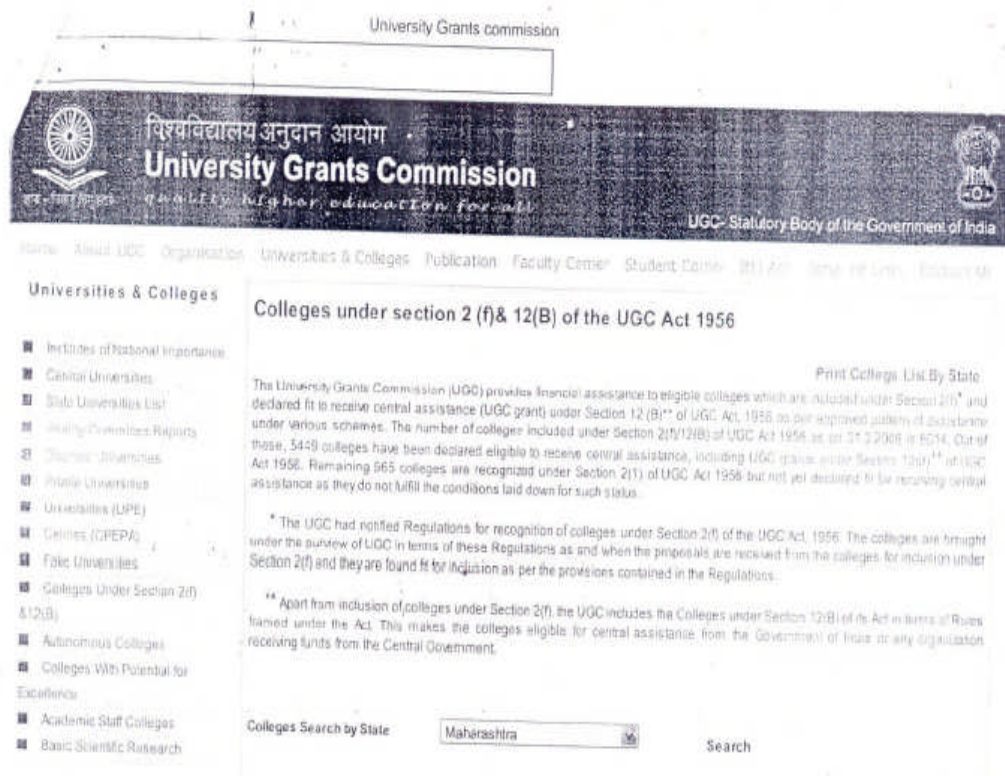 University Grants commission
विश्वविद्यालय अनुदान आयोग
University Grants Commission
quality higher education for all
UGC- Statutory Body of the Government of India
Home About UGC Organisation Universities & Colleges Publication Faculty Corner Student Corner
Universities & Colleges
Colleges under section 2 (f)& 12(B) of the UGC Act 1956
Print College List By State
Institutes of National Importance
Central Universities
State Universities List
Private Universities
Universities (UPE)
Centres (CPEPA)
Fake Universities
Colleges Under Section 2(f)
&12(B)
Autonomous Colleges
Colleges With Potential for
Excellence
Academic Staff Colleges
Basic Scientific Research
The University Grants Commission (UGC) provides financial assistance to eligible colleges which are included under Section 2(f)* and
declared fit to receive central assistance (UGC grant) under Section 12 (B)** of UGC Act, 1956 as per approved pattern of assistance
under various schemes. The number of colleges included under Section 2(f)/12(B) of UGC Act 1956 as on Out of
these, 5449 colleges have been declared eligible to receive central assistance, including UGC grants under Section 12(B)** of UGC
Act 1956. Remaining 565 colleges are recognized under Section 2(f) of UGC Act 1956 but not yet declared fit for receiving central
assistance as they do not fulfill the conditions laid down for such status.
* The UGC had notified Regulations for recognition of colleges under Section 2(f) of the UGC Act, 1956. The colleges are brought
under the purview of UGC in terms of these Regulations as and when the proposals are received from the colleges for inclusion under
Section 2(f) and they are found fit for inclusion as per the provisions contained in the Regulations.
** Apart from inclusion of colleges under Section 2(f), the UGC includes the Colleges under Section 12(B) of its Act in terms of Rules
framed under the Act. This makes the colleges eligible for central assistance from the Government of India or any organization
receiving funds from the Central Government.
Colleges Search by State
Maharashtra
Search